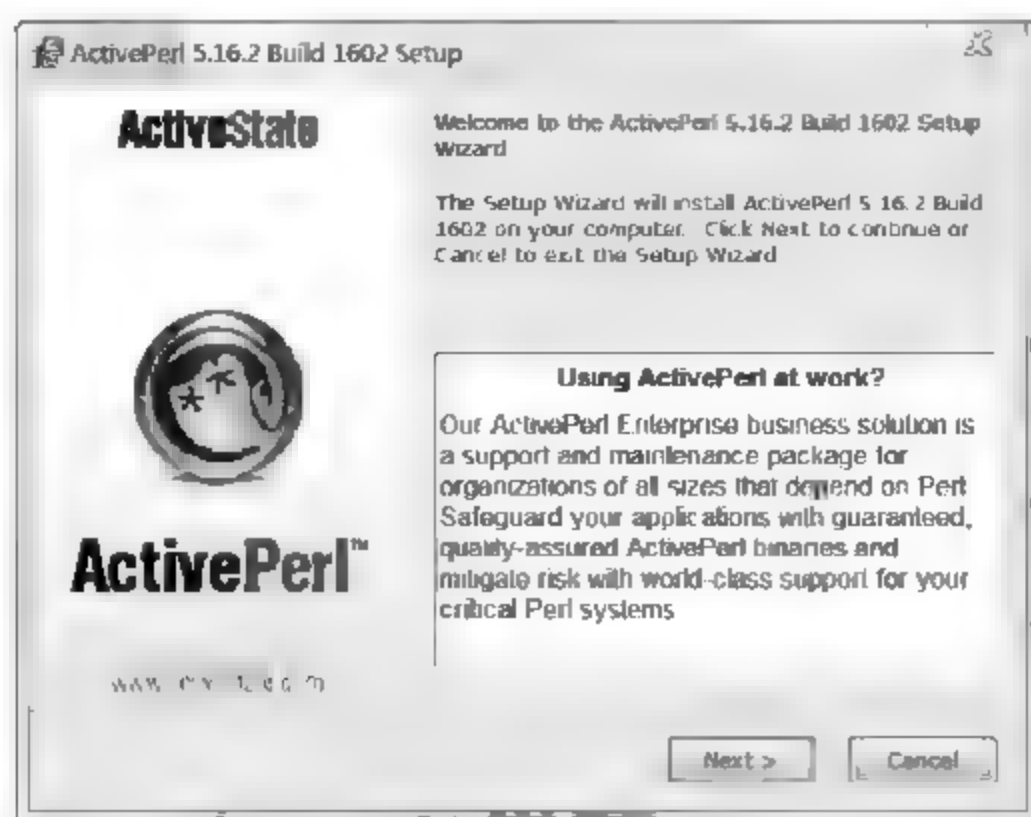 ActivePerl 5.16.2 Build 1602 Setup
ActiveState
Welcome to the ActivePerl 5.16.2 Build 1602 Setup
Wizard
The Setup Wizard will install ActivePerl 5.16.2 Build
1602 on your computer. Click Next to continue or
Cancel to exit the Setup Wizard
Using ActivePerl at work?
Our ActivePerl Enterprise business solution is
a support and maintenance package for
organizations of all sizes that depend on Perl
Safeguard your applications with guaranteed,
quality-assured ActivePerl binaries and
mitigate risk with world-class support for your
critical Perl systems
ActivePerl™
Next >
Cancel